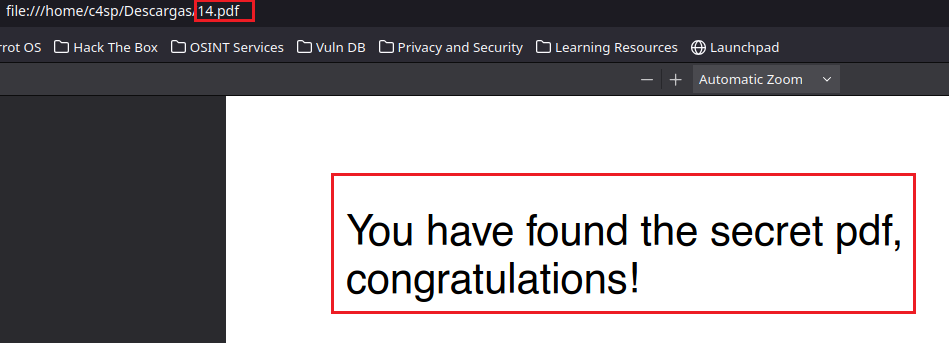 file:///home/c4sp/Descargas/14.pdf
rrot OS Hack The Box OSINT Services Vuln DB Privacy and Security Learning Resources Launchpad
− + Automatic Zoom
You have found the secret pdf,
congratulations!